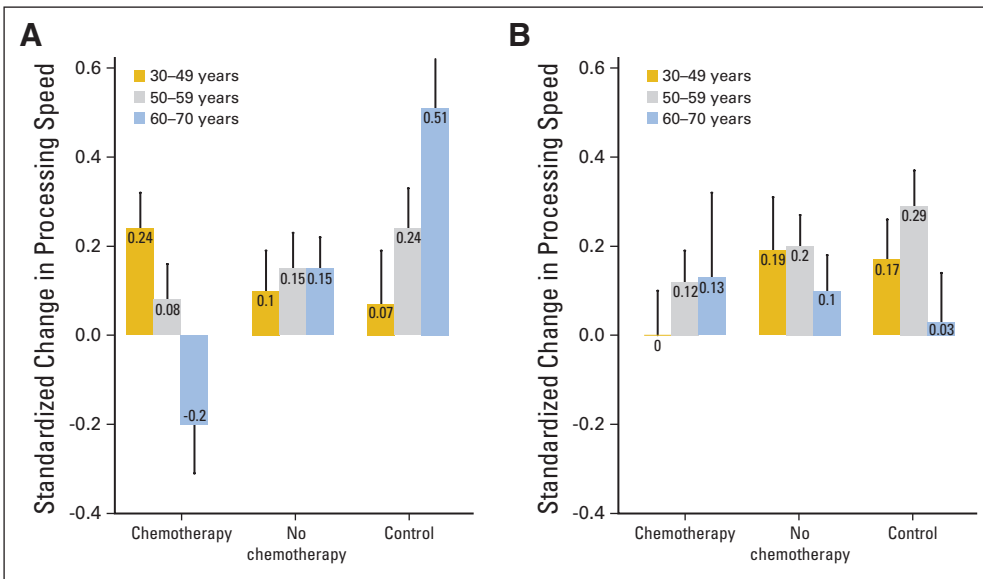 A
Standardized Change in Processing Speed
0.6
0.4
0.2
0.0
-0.2
-0.4
30–49 years
50–59 years
60–70 years
0.24
0.08
-0.2
0.1
0.15
0.15
0.07
0.24
0.51
Chemotherapy
No
chemotherapy
Control
B
Standardized Change in Processing Speed
0.6
0.4
0.2
0.0
-0.2
-0.4
30–49 years
50–59 years
60–70 years
0
0.12
0.13
0.19
0.2
0.1
0.17
0.29
0.03
Chemotherapy
No
chemotherapy
Control